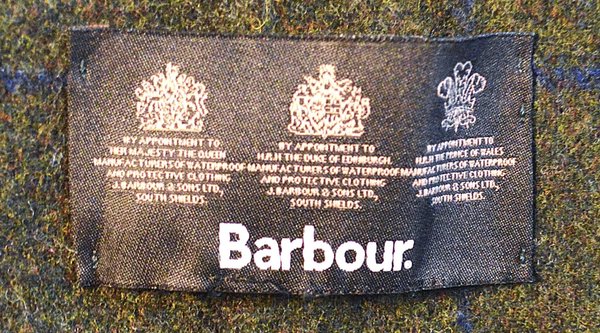 BY APPOINTMENT TO
HER MAJESTY THE QUEEN
MANUFACTURERS OF WATERPROOF
AND PROTECTIVE CLOTHING
J.BARBOUR & SONS LTD,
SOUTH SHIELDS.
BY APPOINTMENT TO
H.R.H THE DUKE OF EDINBURGH
MANUFACTURERS OF WATERPROOF
AND PROTECTIVE CLOTHING
J.BARBOUR & SONS LTD,
SOUTH SHIELDS.
BY APPOINTMENT TO
H.R.H THE PRINCE OF WALES
MANUFACTURERS OF WATERPROOF
AND PROTECTIVE CLOTHING
J.BARBOUR & SONS LTD,
SOUTH SHIELDS.
Barbour.